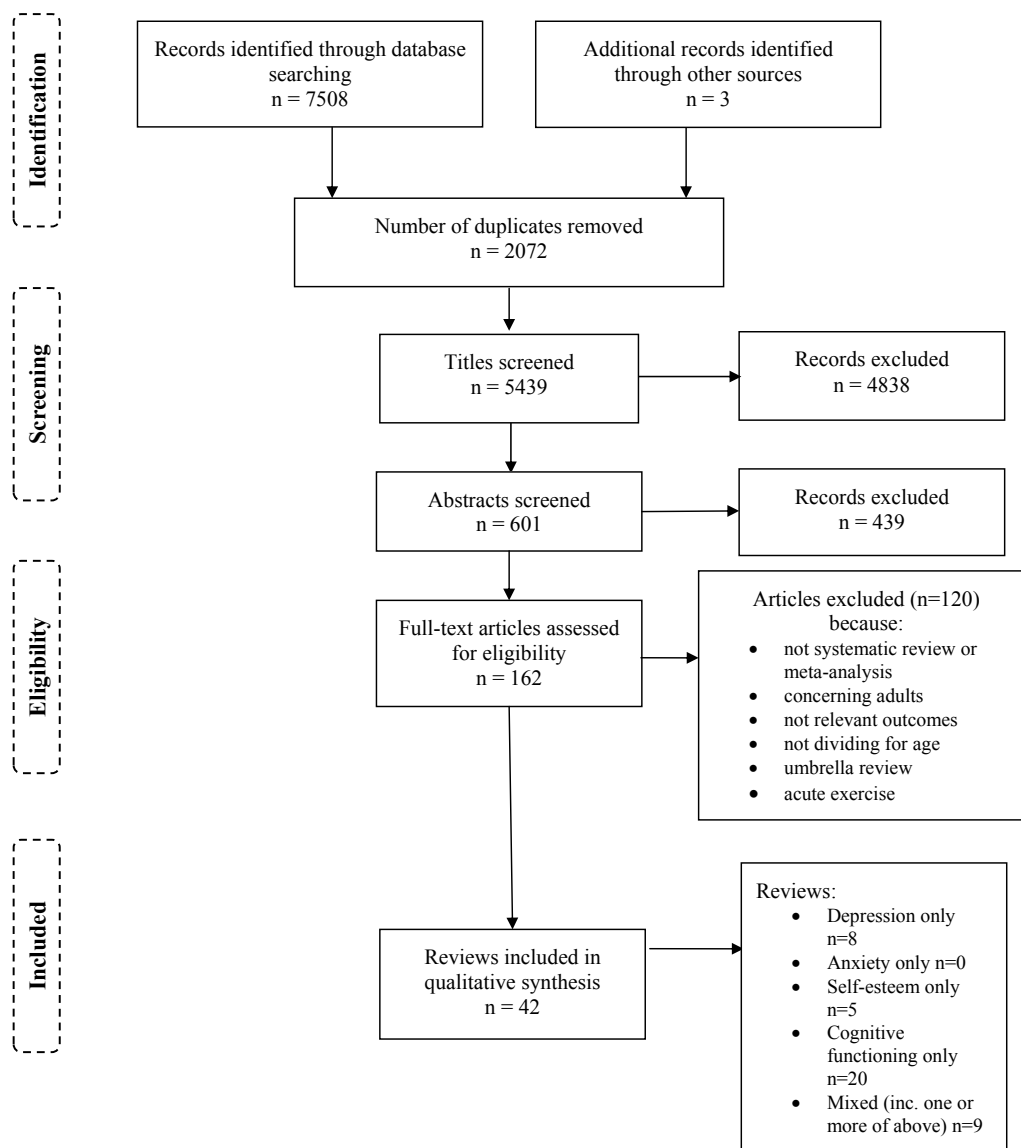 Identification
Records identified through database
searching
n = 7508
Additional records identified
through other sources
n = 3
Number of duplicates removed
n = 2072
Screening
Titles screened
n = 5439
Records excluded
n = 4838
Abstracts screened
n = 601
Records excluded
n = 439
Eligibility
Full-text articles assessed
for eligibility
n = 162
Articles excluded (n=120)
because:
• not systematic review or
meta-analysis
• concerning adults
• not relevant outcomes
• not dividing for age
• umbrella review
• acute exercise
Included
Reviews included in
qualitative synthesis
n = 42
Reviews:
• Depression only
n=8
• Anxiety only n=0
• Self-esteem only
n=5
• Cognitive
functioning only
n=20
• Mixed (inc. one or
more of above) n=9